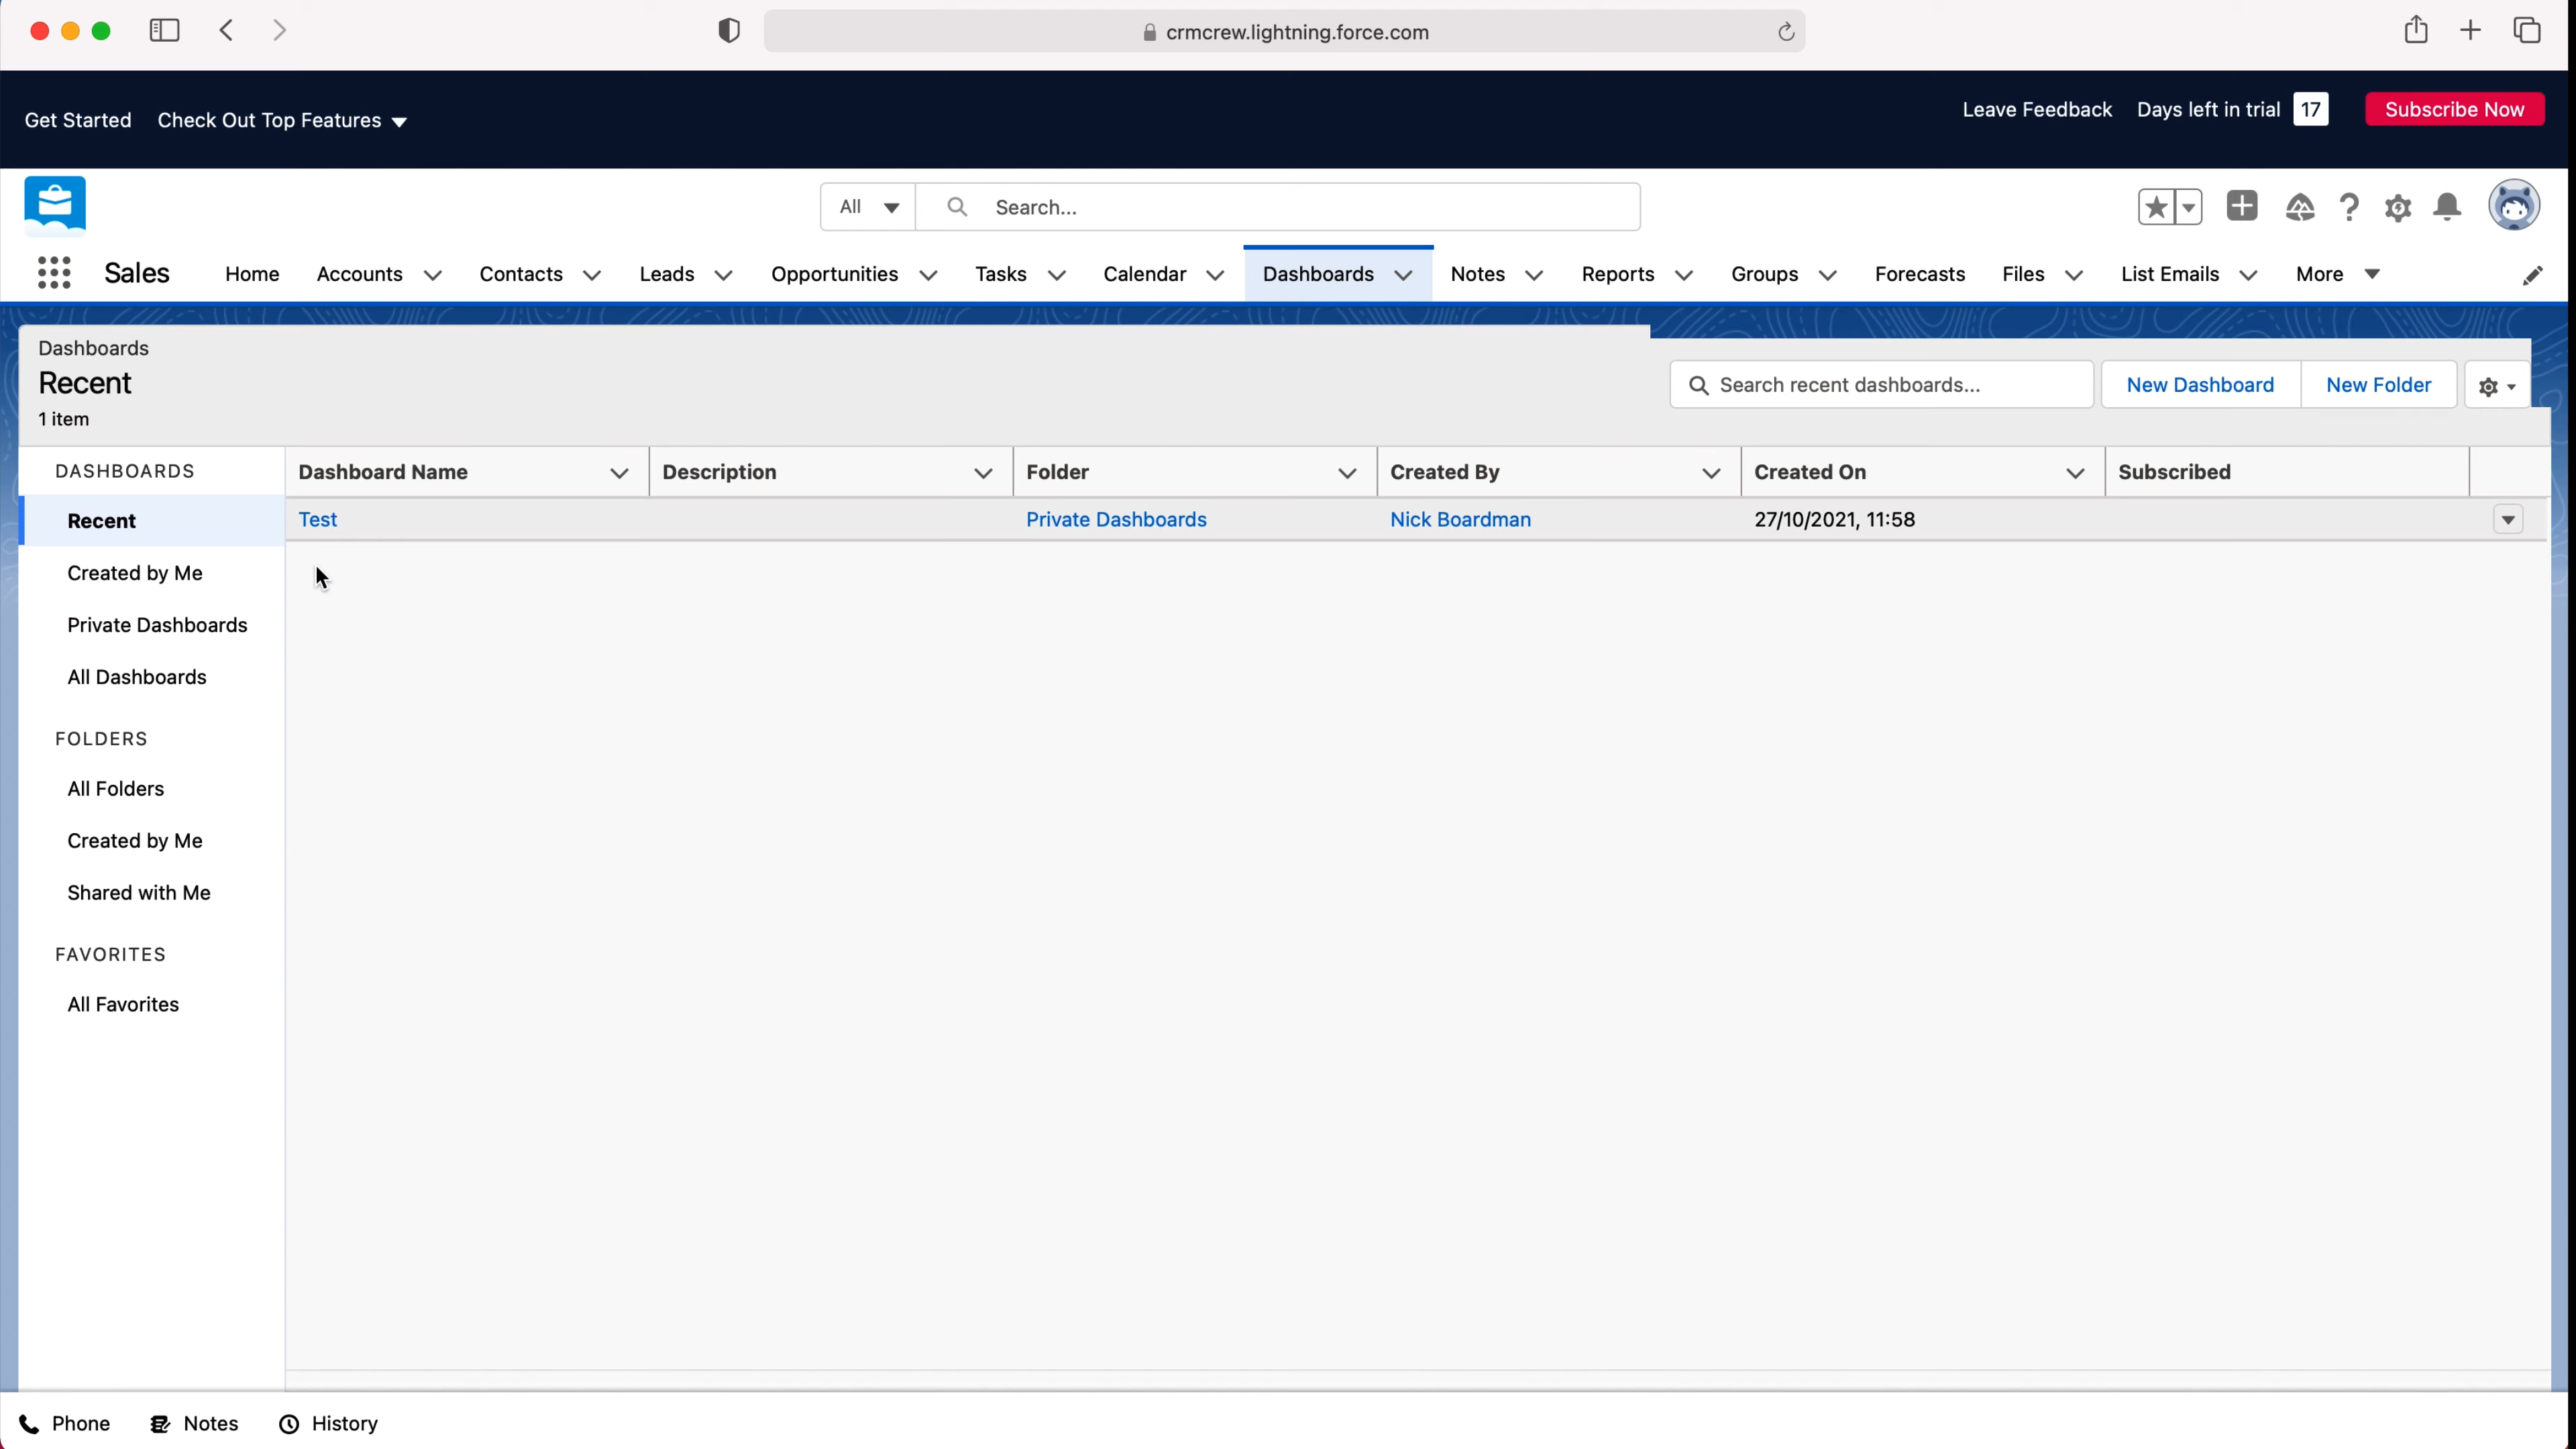 crmcrew.lightning.force.com
Get Started Check Out Top Features Leave Feedback Days left in trial 17 Subscribe Now
All Search...
Sales Home Accounts Contacts Leads Opportunities Tasks Calendar Dashboards Notes Reports Groups Forecasts Files List Emails More
Dashboards
Recent
1 item
Search recent dashboards... New Dashboard New Folder
DASHBOARDS Dashboard Name Description Folder Created By Created On Subscribed
Recent Test Private Dashboards Nick Boardman 27/10/2021, 11:58
Created by Me
Private Dashboards
All Dashboards
FOLDERS
All Folders
Created by Me
Shared with Me
FAVORITES
All Favorites
Phone Notes History